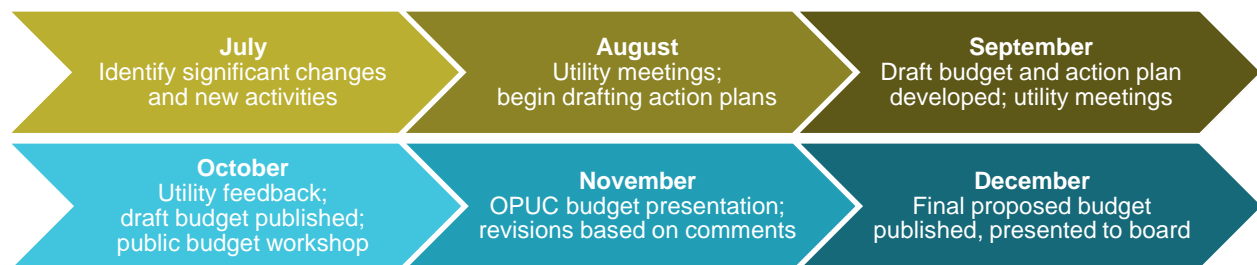 July
Identify significant changes
and new activities
August
Utility meetings;
begin drafting action plans
September
Draft budget and action plan
developed; utility meetings
October
Utility feedback;
draft budget published;
public budget workshop
November
OPUC budget presentation;
revisions based on comments
December
Final proposed budget
published, presented to board